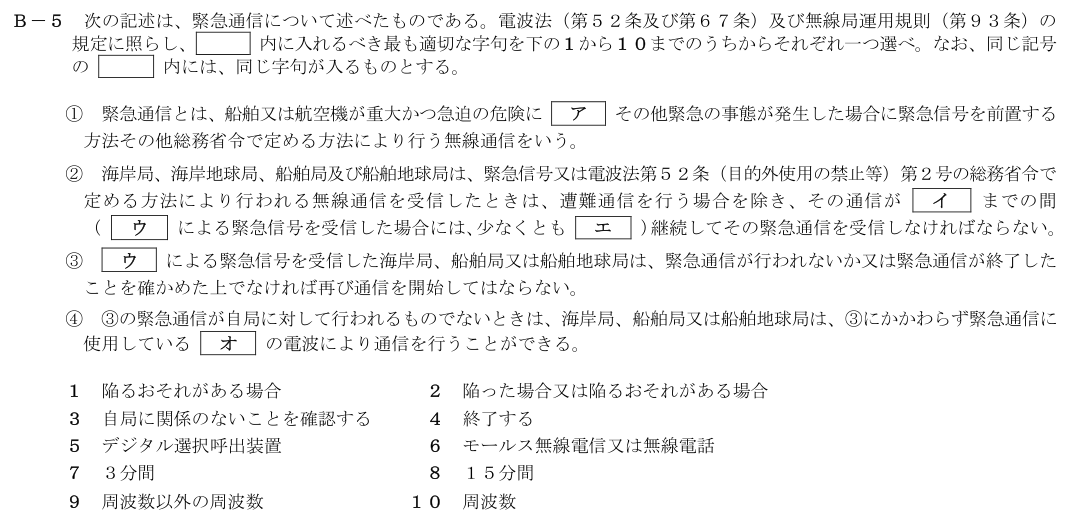 Ｂ－５　次の記述は、緊急通信について述べたものである。電波法（第５２条及び第６７条）及び無線局運用規則（第９３条）の
規定に照らし、　　　内に入れるべき最も適切な字句を下の１から１０までのうちからそれぞれ一つ選べ。なお、同じ記号
の　　　内には、同じ字句が入るものとする。
①　緊急通信とは、船舶又は航空機が重大かつ急迫の危険に　ア　その他緊急の事態が発生した場合に緊急信号を前置する
方法その他総務省令で定める方法により行う無線通信をいう。
②　海岸局、海岸地球局、船舶局及び船舶地球局は、緊急信号又は電波法第５２条（目的外使用の禁止等）第２号の総務省令で
定める方法により行われる無線通信を受信したときは、遭難通信を行う場合を除き、その通信が　イ　までの間
（　ウ　による緊急信号を受信した場合には、少なくとも　エ　）継続してその緊急通信を受信しなければならない。
③　ウ　による緊急信号を受信した海岸局、船舶局又は船舶地球局は、緊急通信が行われないか又は緊急通信が終了した
ことを確かめた上でなければ再び通信を開始してはならない。
④　③の緊急通信が自局に対して行われるものでないときは、海岸局、船舶局又は船舶地球局は、③にかかわらず緊急通信に
使用している　オ　の電波により通信を行うことができる。
１　陥るおそれがある場合　　２　陥った場合又は陥るおそれがある場合
３　自局に関係のないことを確認する　　４　終了する
５　デジタル選択呼出装置　　６　モールス無線電信又は無線電話
７　３分間　　８　１５分間
９　周波数以外の周波数　　１０　周波数